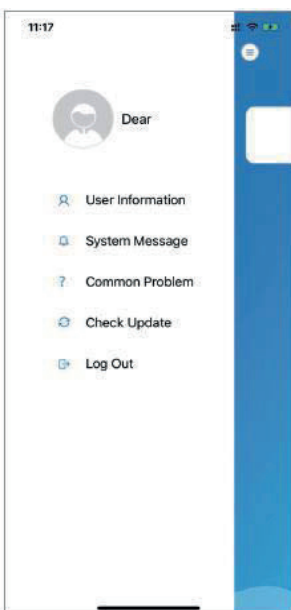 11:17
Dear
User Information
System Message
? Common Problem
Check Update
Log Out